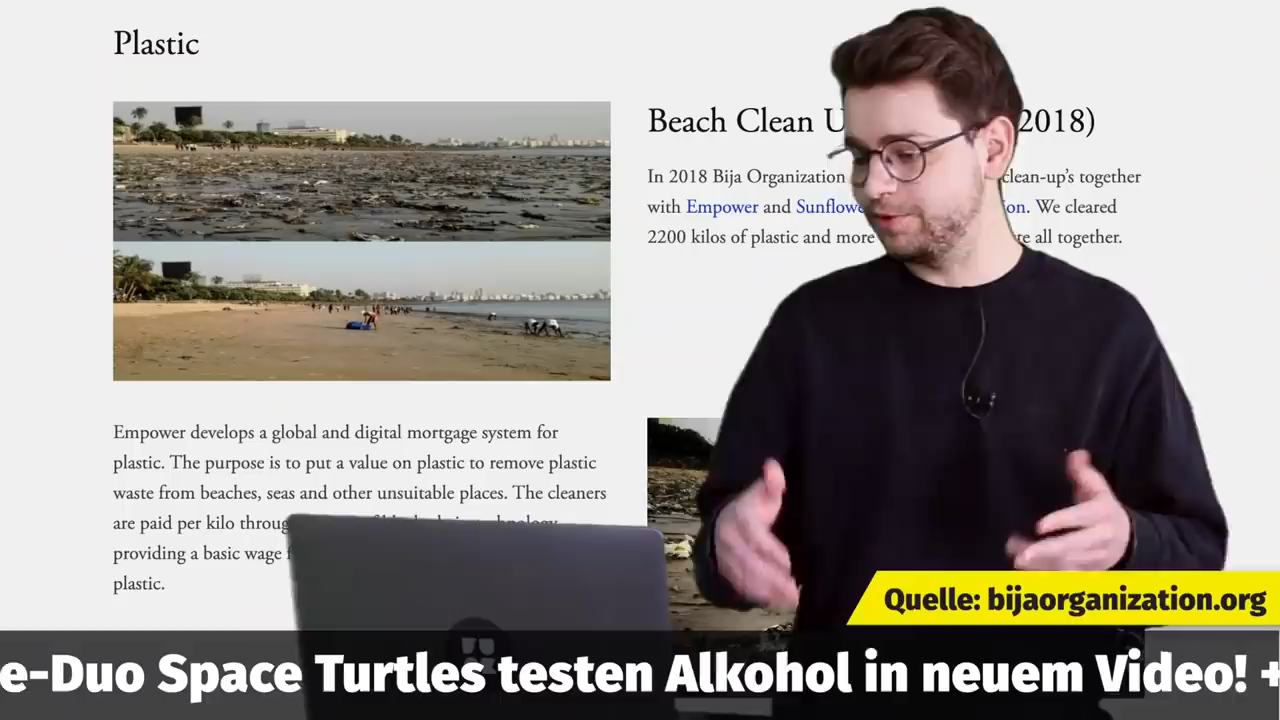 Plastic
Beach Clean U 2018)
In 2018 Bija Organization clean-up's together
with Empower and Sunflowe on. We cleared
2200 kilos of plastic and more re all together.
Empower develops a global and digital mortgage system for
plastic. The purpose is to put a value on plastic to remove plastic
waste from beaches, seas and other unsuitable places. The cleaners
are paid per kilo throug
providing a basic wage f
plastic.
Quelle: bijaorganization.org
e-Duo Space Turtles testen Alkohol in neuem Video! +